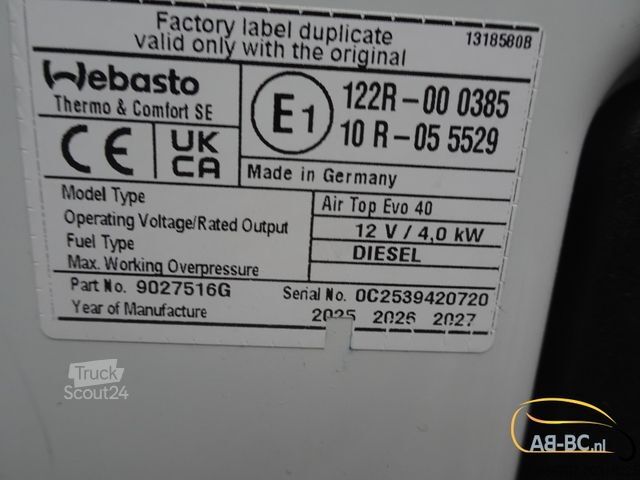 Factory label duplicate
valid only with the original
1318580B
Webasto
Thermo & Comfort SE
E1
122R-00 0385
10 R-05 5529
CE
UK
CA
Made in Germany
Model Type
Air Top Evo 40
Operating Voltage/Rated Output
12 V / 4,0 kW
Fuel Type
DIESEL
Max. Working Overpressure
Part No. 9027516G
Serial No. 0C2539420720
Year of Manufacture
2025 2026 2027
Truck
Scout24
AB-BC.nl